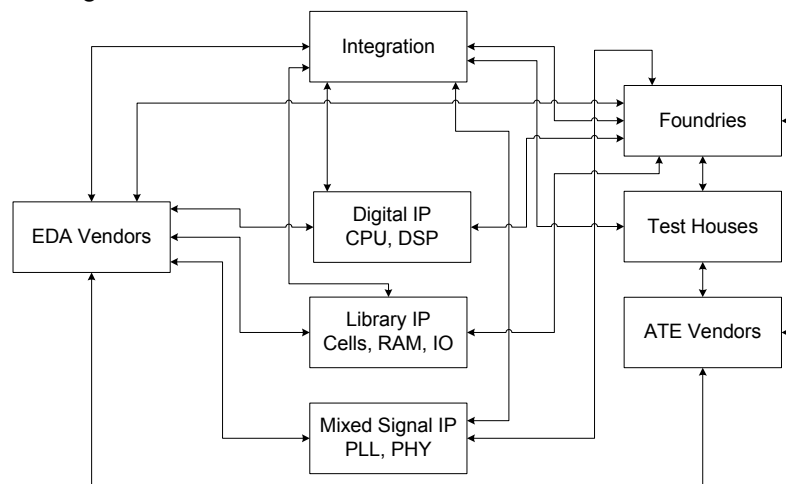 Integration
Foundries
Digital IP
CPU, DSP
EDA Vendors
Test Houses
Library IP
Cells, RAM, IO
ATE Vendors
Mixed Signal IP
PLL, PHY